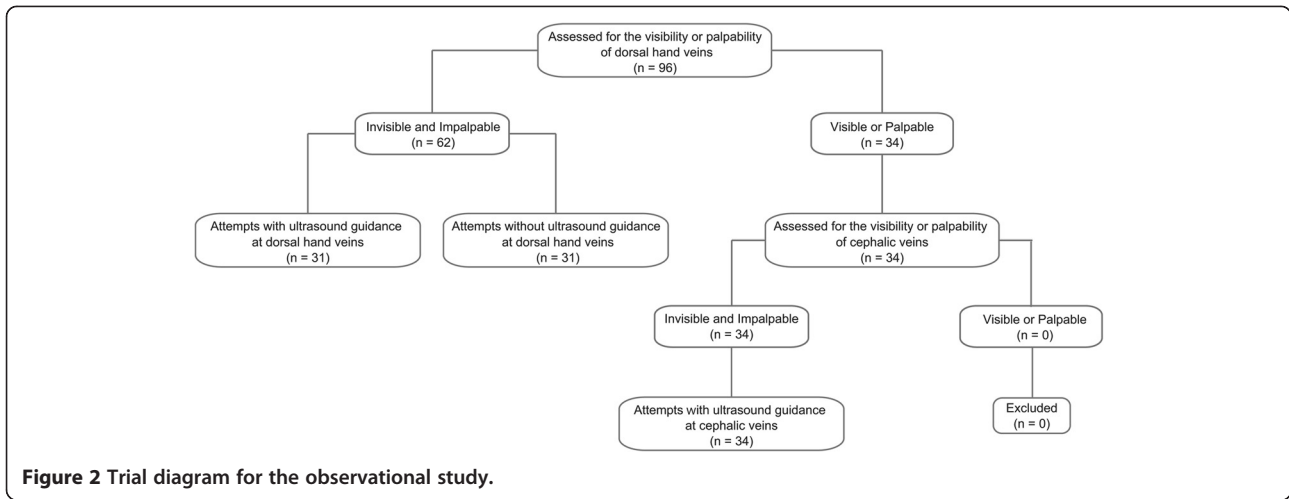 Assessed for the visibility or palpability
of dorsal hand veins
(n = 96)
Invisible and Impalpable
(n = 62)
Visible or Palpable
(n = 34)
Attempts with ultrasound guidance
at dorsal hand veins
(n = 31)
Attempts without ultrasound guidance
at dorsal hand veins
(n = 31)
Assessed for the visibility or palpability
of cephalic veins
(n = 34)
Invisible and Impalpable
(n = 34)
Visible or Palpable
(n = 0)
Attempts with ultrasound guidance
at cephalic veins
(n = 34)
Excluded
(n = 0)
Figure 2 Trial diagram for the observational study.